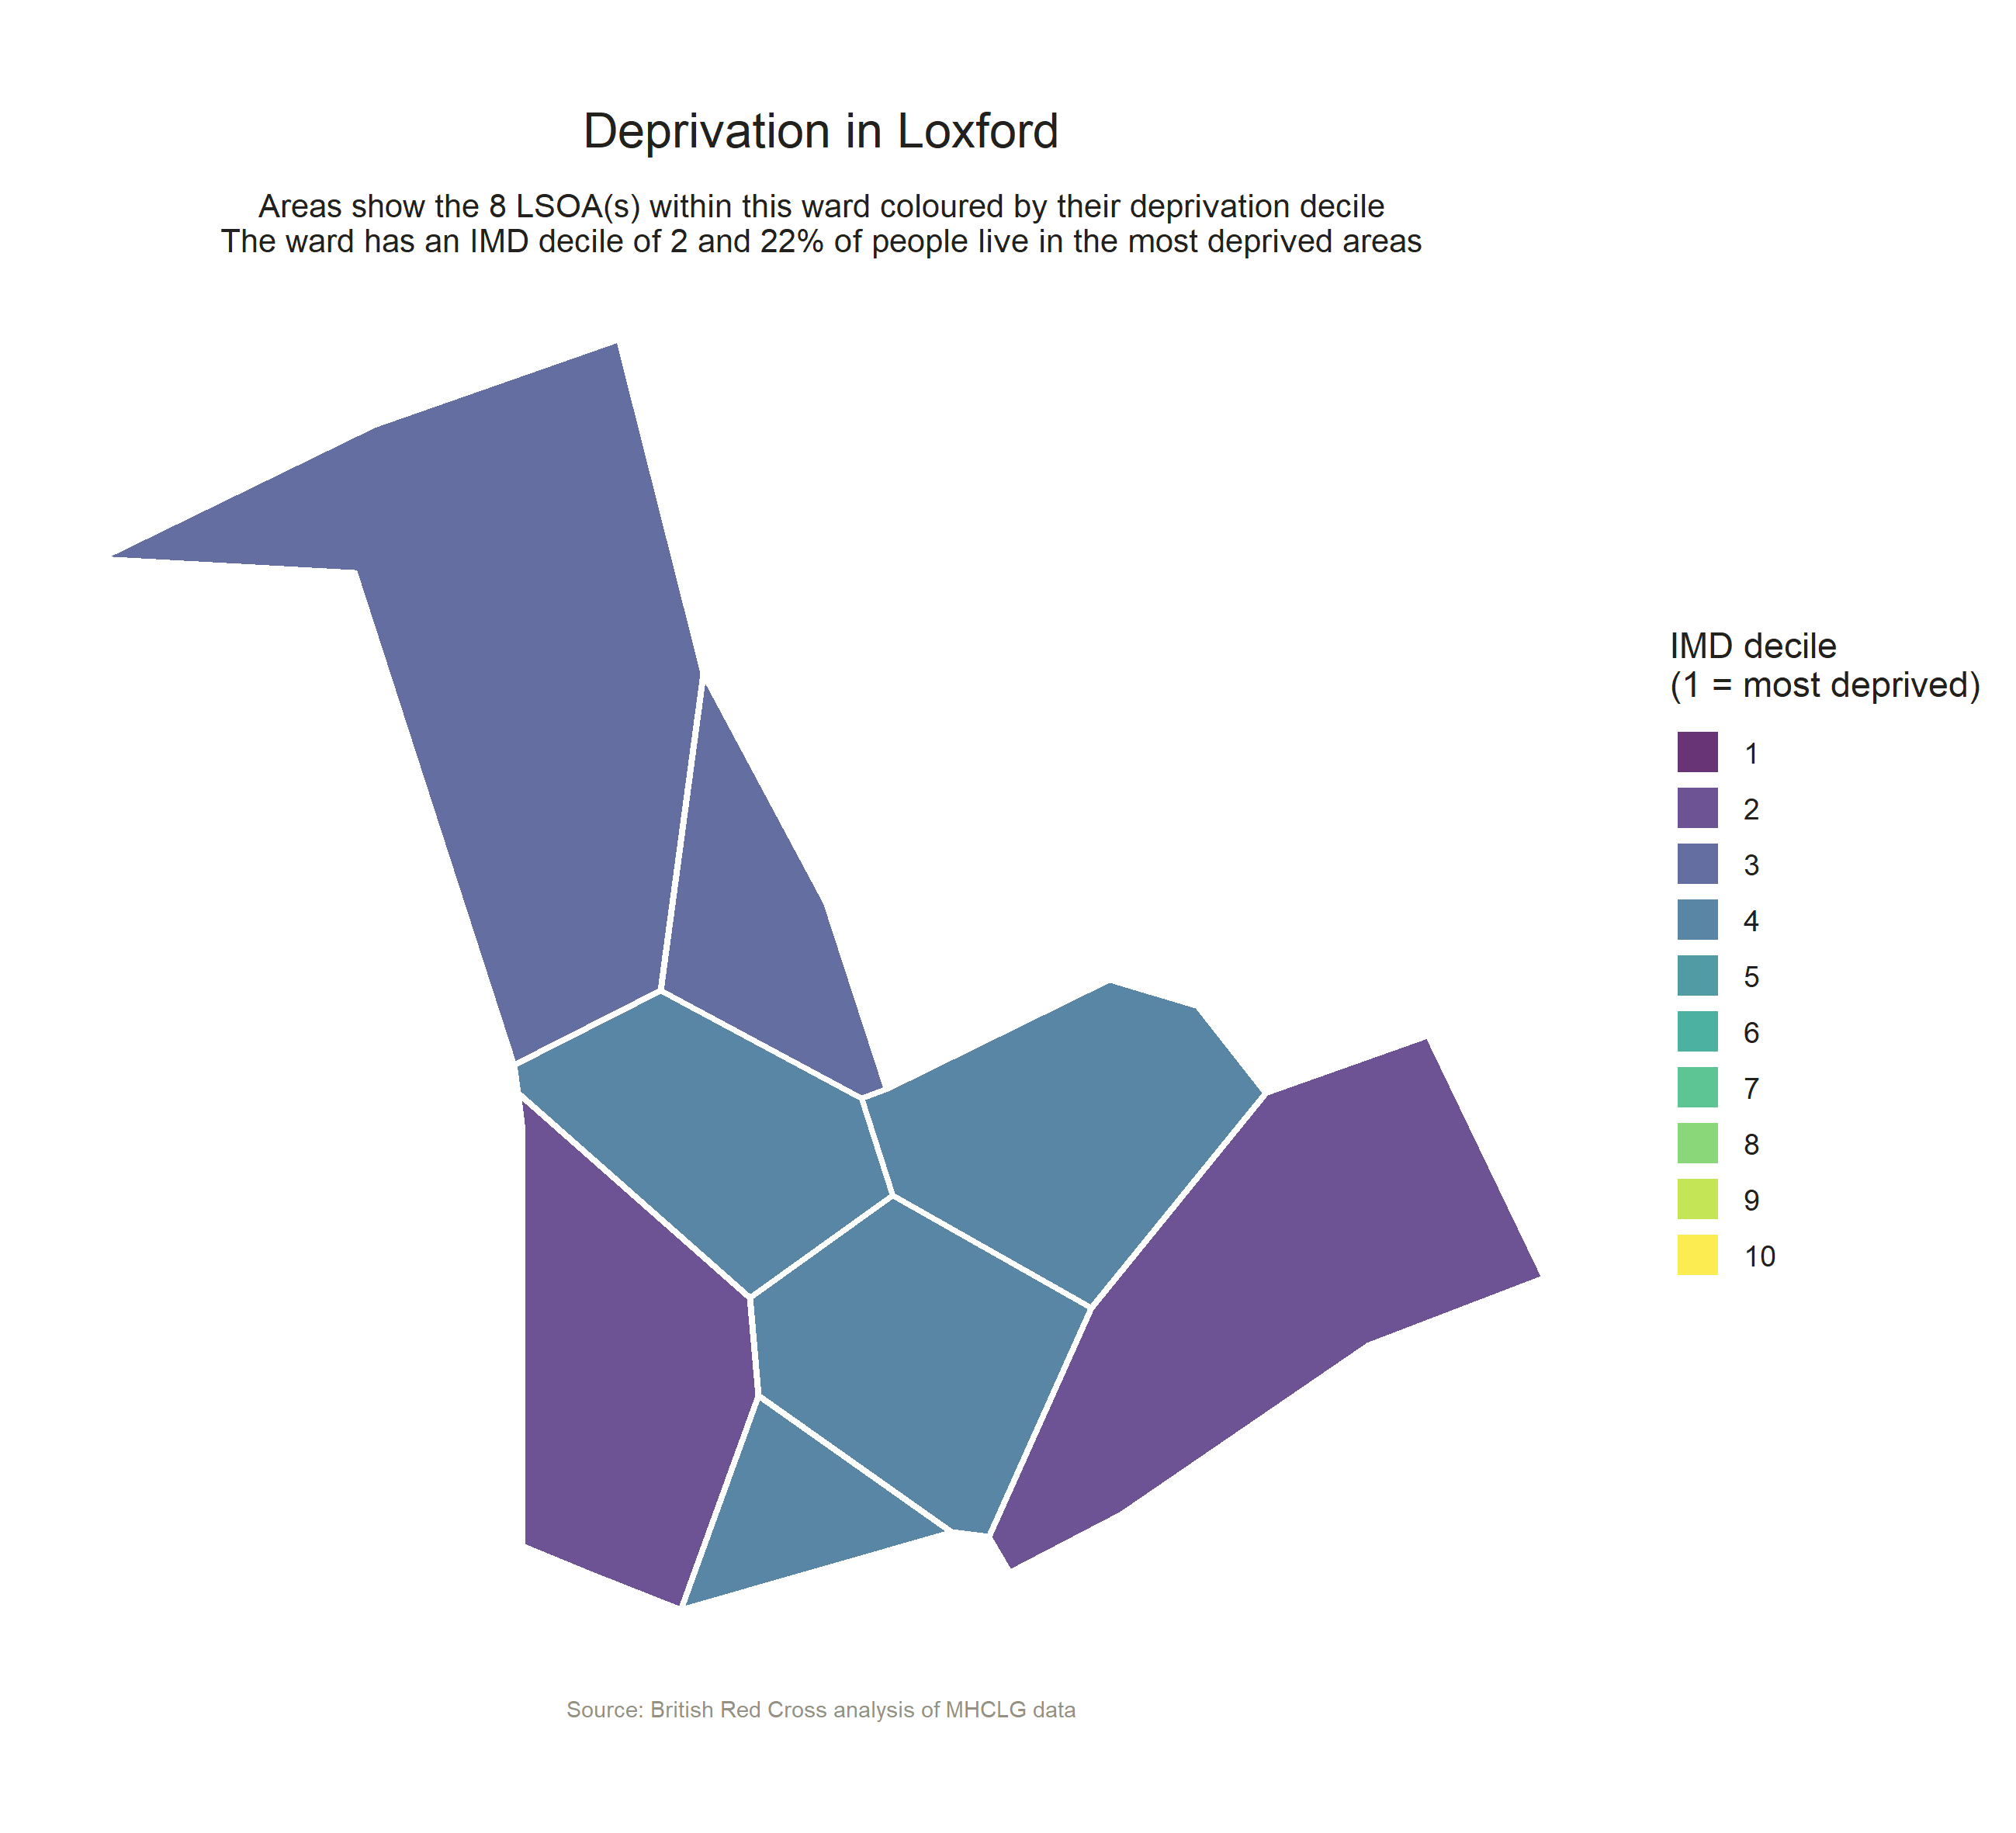 Deprivation in Loxford
Areas show the 8 LSOA(s) within this ward coloured by their deprivation decile
The ward has an IMD decile of 2 and 22% of people live in the most deprived areas
IMD decile
(1 = most deprived)
1
2
3
4
5
6
7
8
9
10
Source: British Red Cross analysis of MHCLG data